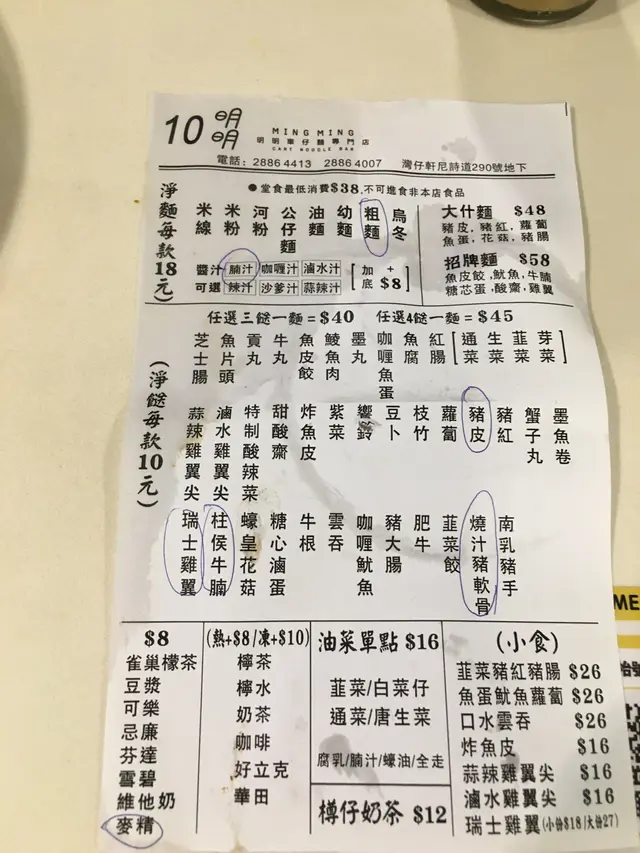 10 明明 MING MING
明明車仔麵專門店
CART NOODLE BAR
電話: 2886 4413 2886 4007 灣仔軒尼詩道290號地下
●堂食最低消費$38,不可進食非本店食品
淨麵每款18元)
米線 米粉 河粉 公仔麵 油麵 幼麵 粗麵 烏冬
醬汁可選
腩汁 咖喱汁 滷水汁
辣汁 沙爹汁 蒜辣汁
[加底 + $8]
大什麵 $48
豬皮,豬紅,蘿蔔
魚蛋,花菇,豬腸
招牌麵 $58
魚皮餃,魷魚,牛腩
糖芯蛋,酸齋,雞翼
任選三餸一麵=$40 任選4餸一麵=$45
(淨餸每款10元)
芝士腸 魚片頭 貢丸 牛丸 魚皮餃 鯪魚肉 墨丸 咖喱魚蛋 魚腐 紅腸 [通菜 生菜 韮菜 芽菜]
蒜辣雞翼尖 滷水雞翼尖 特制酸辣菜 甜酸齋 炸魚皮 紫菜 響鈴 豆卜 枝竹 蘿蔔 豬皮 豬紅 蟹子丸 墨魚卷
瑞士雞翼 柱侯牛腩 蠔皇花菇 糖心滷蛋 牛根 雲吞 咖喱魷魚 豬大腸 肥牛 韮菜餃 燒汁豬軟骨 南乳豬手
$8
雀巢檬茶
豆漿
可樂
忌廉
芬達
雪碧
維他奶
麥精
(熱+$8/凍+$10)
檸茶
檸水
奶茶
咖啡
好立克
華田
油菜單點 $16
韮菜/白菜仔
通菜/唐生菜
腐乳/腩汁/蠔油/全走
樽仔奶茶 $12
(小食)
韮菜豬紅豬腸 $26
魚蛋魷魚蘿蔔 $26
口水雲吞 $26
炸魚皮 $16
蒜辣雞翼尖 $16
滷水雞翼尖 $16
瑞士雞翼(小份$18/大份27)
ME